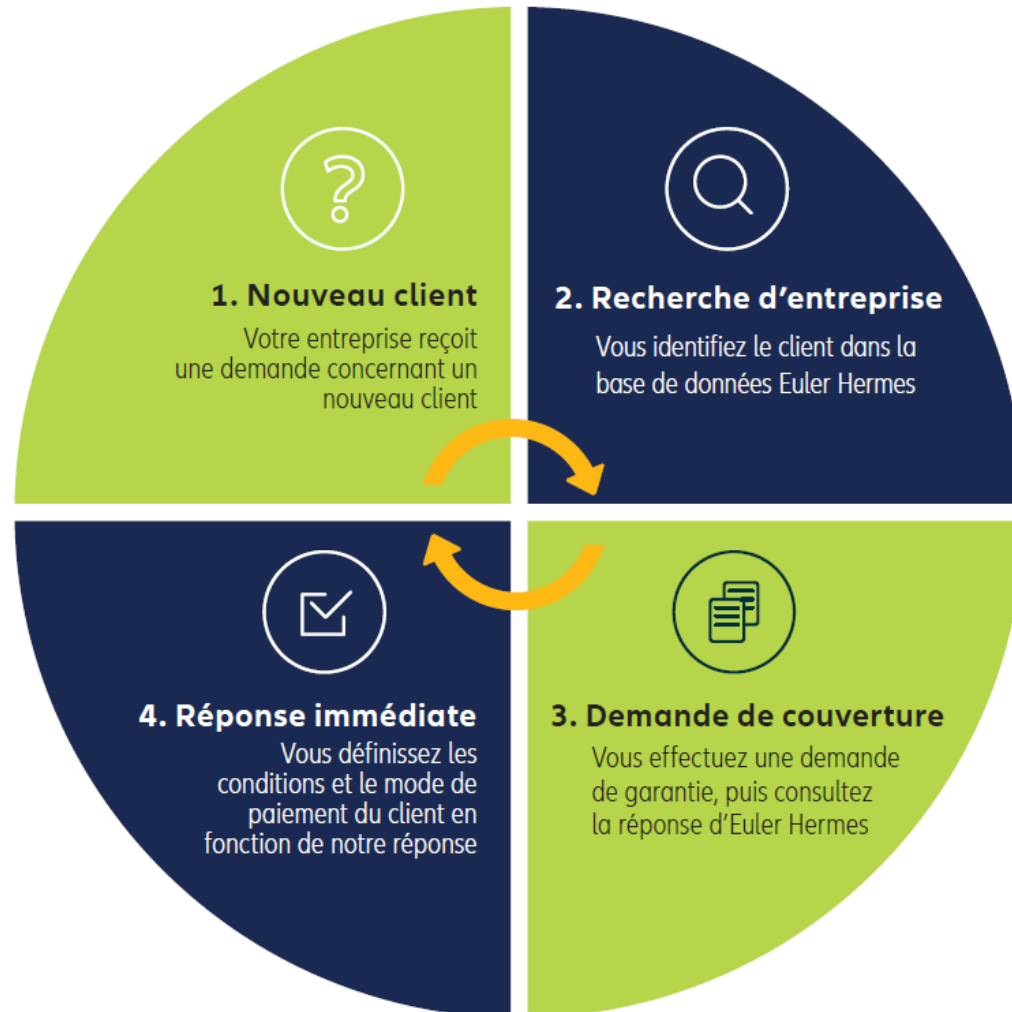 1. Nouveau client
Votre entreprise reçoit
une demande concernant un
nouveau client
2. Recherche d’entreprise
Vous identifiez le client dans la
base de données Euler Hermes
3. Demande de couverture
Vous effectuez une demande
de garantie, puis consultez
la réponse d’Euler Hermes
4. Réponse immédiate
Vous définissez les
conditions et le mode de
paiement du client en
fonction de notre réponse